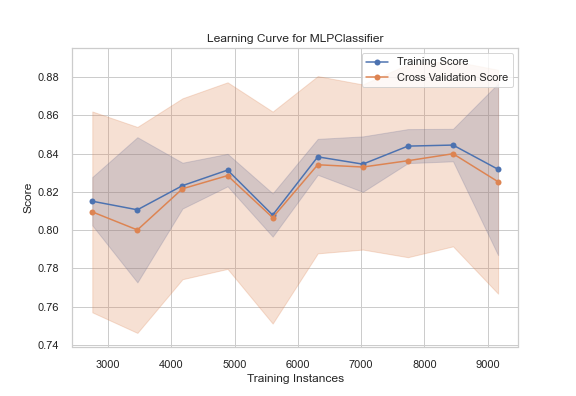 Learning Curve for MLPClassifier
Training Score
Cross Validation Score
0.88
0.86
0.84
0.82
0.80
0.78
0.76
0.74
Score
3000 4000 5000 6000 7000 8000 9000
Training Instances